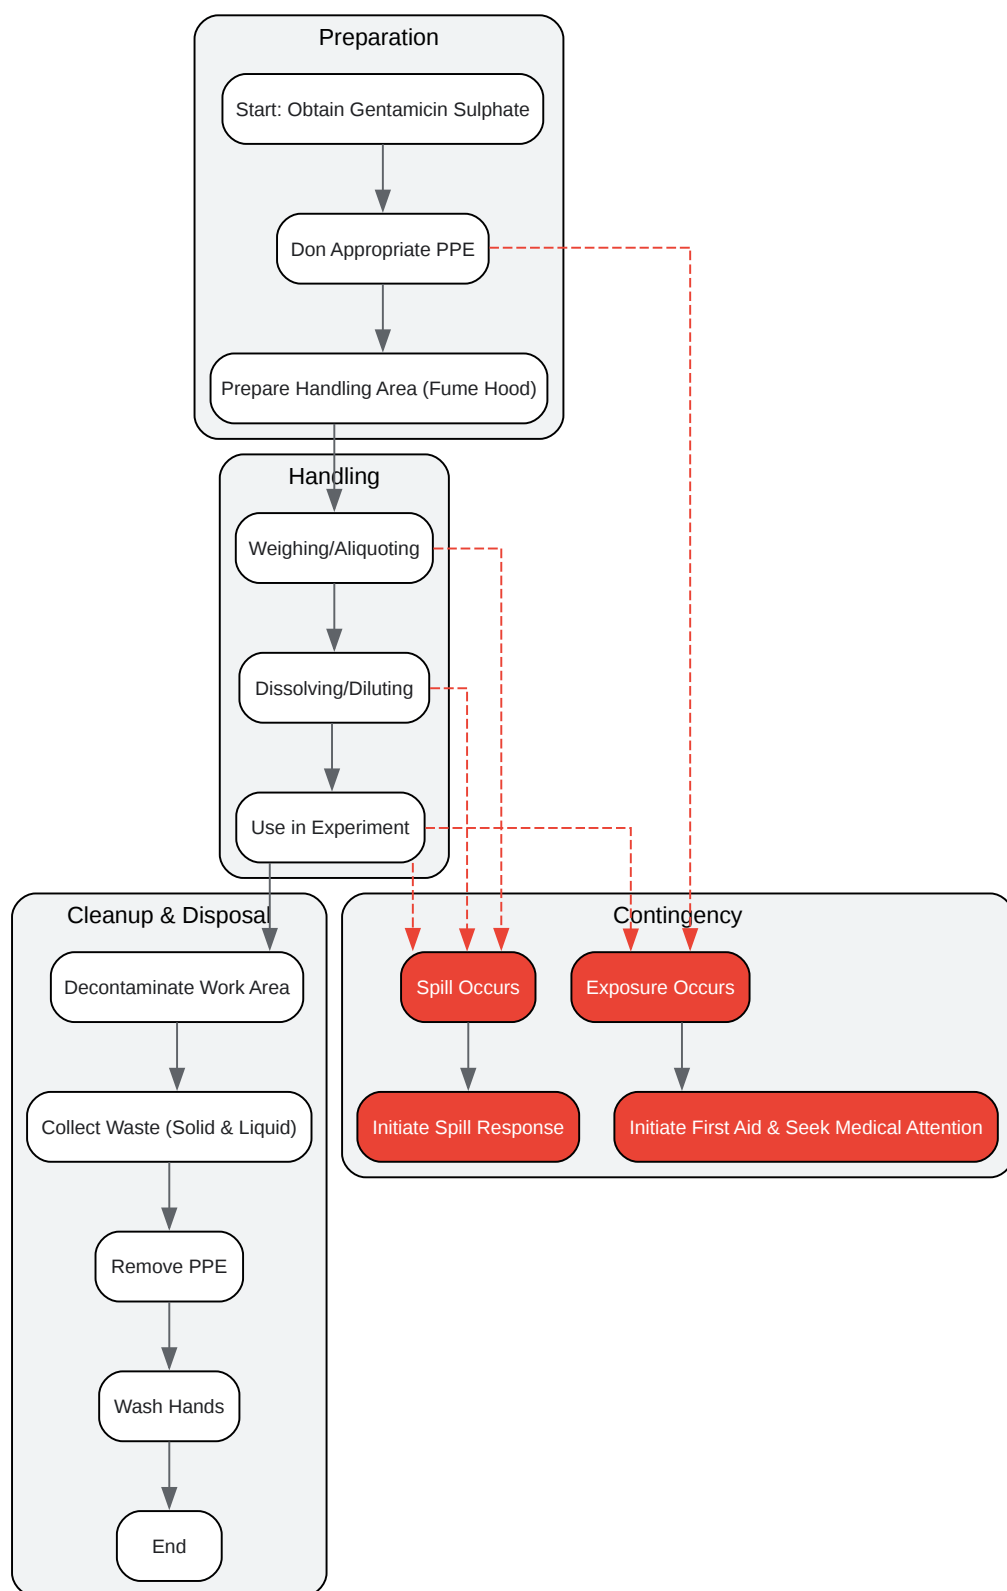 Preparation
Start: Obtain Gentamicin Sulphate
Don Appropriate PPE
Prepare Handling Area (Fume Hood)
Handling
Weighing/Aliquoting
Dissolving/Diluting
Use in Experiment
Cleanup & Disposal
Decontaminate Work Area
Collect Waste (Solid & Liquid)
Remove PPE
Wash Hands
End
Contingency
Spill Occurs
Exposure Occurs
Initiate Spill Response
Initiate First Aid & Seek Medical Attention